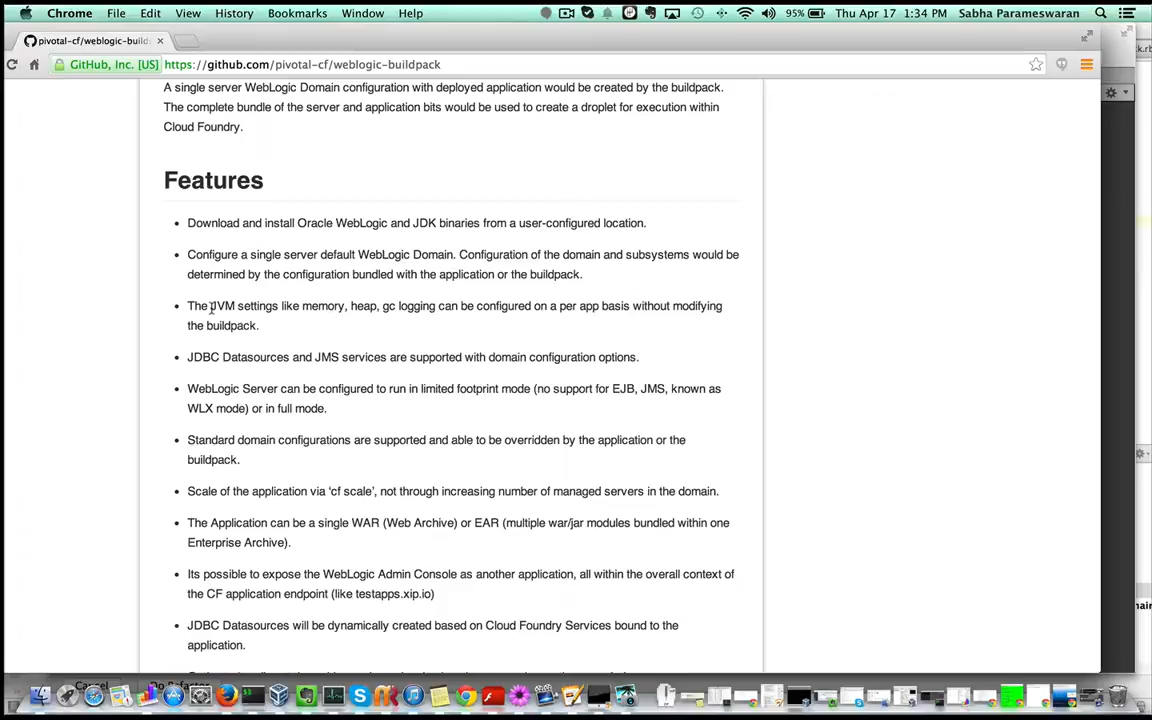 Chrome File Edit View History Bookmarks Window Help 95% Thu Apr 17 1:34 PM Sabha Parameswaran
pivotal-cf/weblogic-build
GitHub, Inc. [US] https://github.com/pivotal-cf/weblogic-buildpack
A single server WebLogic Domain configuration with deployed application would be created by the buildpack.
The complete bundle of the server and application bits would be used to create a droplet for execution within
Cloud Foundry.
Features
• Download and install Oracle WebLogic and JDK binaries from a user-configured location.
• Configure a single server default WebLogic Domain. Configuration of the domain and subsystems would be
determined by the configuration bundled with the application or the buildpack.
• The JVM settings like memory, heap, gc logging can be configured on a per app basis without modifying
the buildpack.
• JDBC Datasources and JMS services are supported with domain configuration options.
• WebLogic Server can be configured to run in limited footprint mode (no support for EJB, JMS, known as
WLX mode) or in full mode.
• Standard domain configurations are supported and able to be overridden by the application or the
buildpack.
• Scale of the application via ‘cf scale’, not through increasing number of managed servers in the domain.
• The Application can be a single WAR (Web Archive) or EAR (multiple war/jar modules bundled within one
Enterprise Archive).
• Its possible to expose the WebLogic Admin Console as another application, all within the overall context of
the CF application endpoint (like testapps.xip.io)
• JDBC Datasources will be dynamically created based on Cloud Foundry Services bound to the
application.